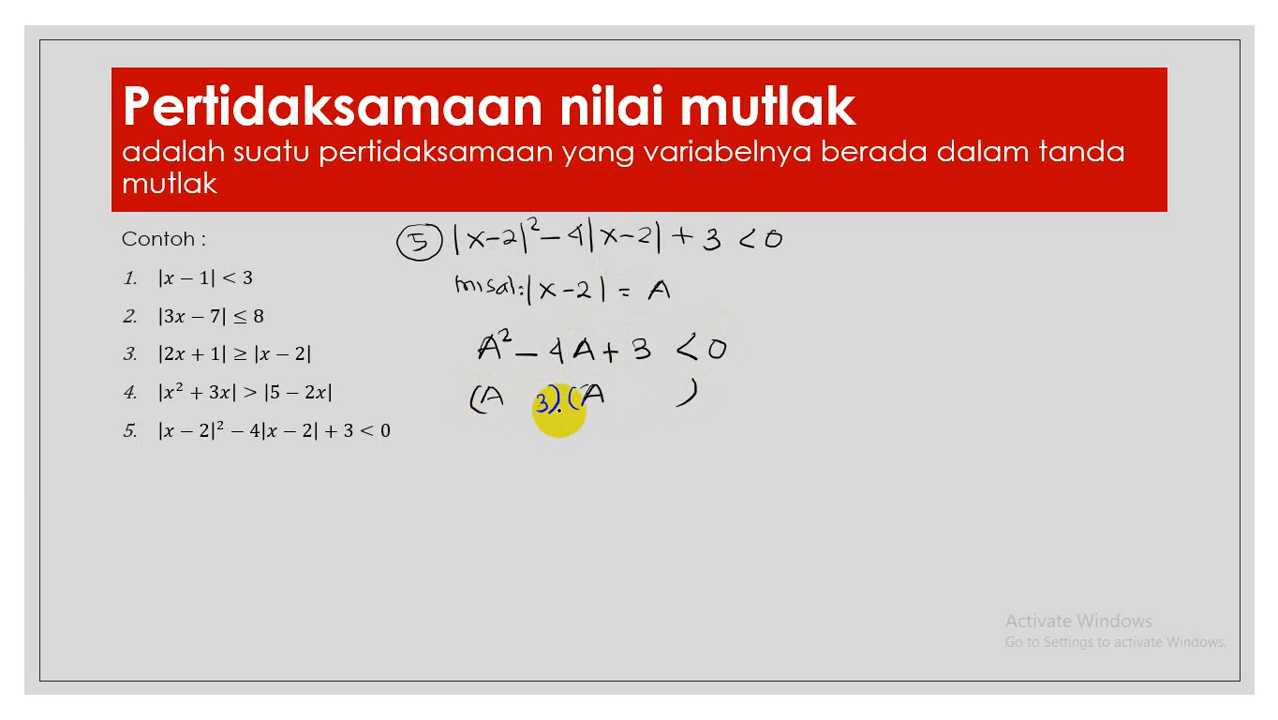 Pertidaksamaan nilai mutlak
adalah suatu pertidaksamaan yang variabelnya berada dalam tanda
mutlak
Contoh :
1. |x − 1| < 3
2. |3x − 7| ≤ 8
3. |2x + 1| ≥ |x − 2|
4. |x² + 3x| > |5 − 2x|
5. |x − 2|² − 4|x − 2| + 3 < 0
5 |x−2|² − 4|x−2| + 3 < 0
misal: |x−2| = A
A² − 4A + 3 < 0
(A 3).(A )
Activate Windows
Go to Settings to activate Windows.